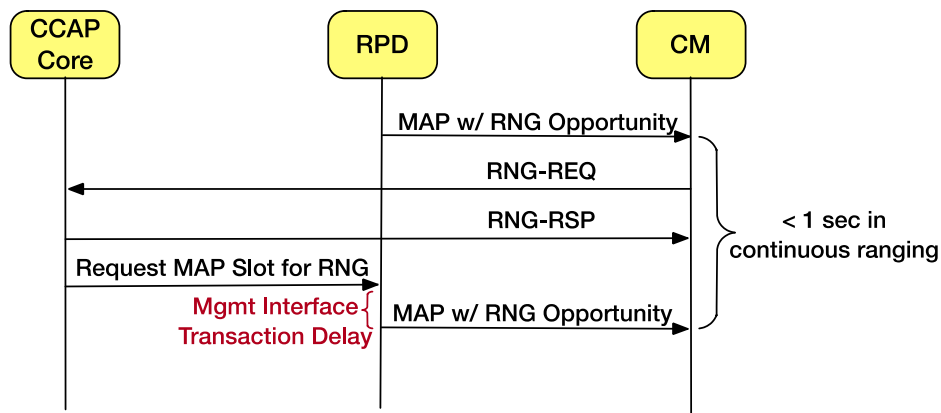 CCAP
Core
RPD
CM
MAP w/ RNG Opportunity
RNG-REQ
RNG-RSP
< 1 sec in
continuous ranging
Request MAP Slot for RNG
Mgmt Interface
Transaction Delay
MAP w/ RNG Opportunity